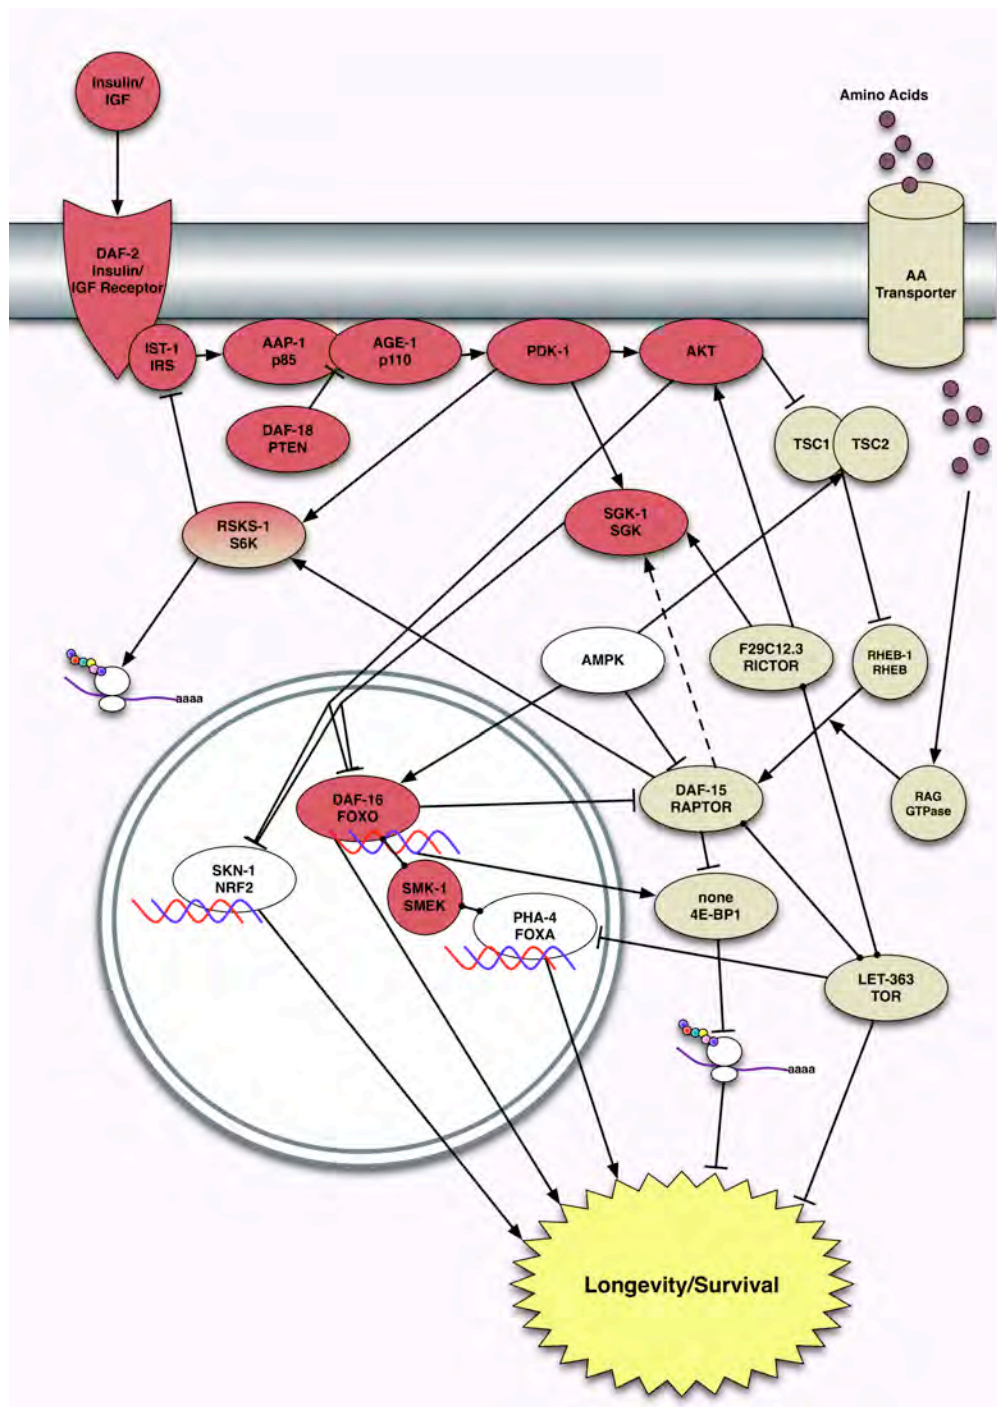 Insulin/
IGF
Amino Acids
DAF-2
Insulin/
IGF Receptor
AA
Transporter
IST-1
IRS
AAP-1
p85
AGE-1
p110
PDK-1
AKT
DAF-18
PTEN
TSC1
TSC2
RSKS-1
S6K
SGK-1
SGK
AMPK
F29C12.3
RICTOR
RHEB-1
RHEB
aaaa
DAF-16
FOXO
DAF-15
RAPTOR
RAG
GTPase
SKN-1
NRF2
SMK-1
SMEK
PHA-4
FOXA
none
4E-BP1
LET-363
TOR
aaaa
Longevity/Survival